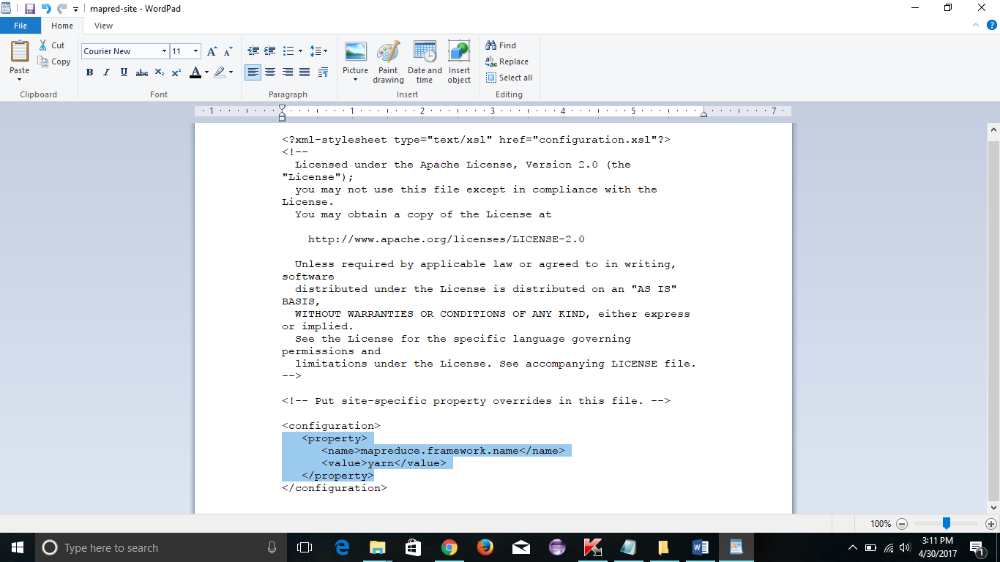 mapred-site - WordPad
File
Home
View
Paste
Cut
Copy
Clipboard
Courier New
11
B I U abc X₂ X² A
Font
Paragraph
Picture
Paint drawing
Date and time
Insert object
Insert
Find
Replace
Select all
Editing
1 1 2 3 4 5 7
<?xml-stylesheet type="text/xsl" href="configuration.xsl"?>
<!--
  Licensed under the Apache License, Version 2.0 (the
"License");
  you may not use this file except in compliance with the
License.
  You may obtain a copy of the License at
    http://www.apache.org/licenses/LICENSE-2.0
  Unless required by applicable law or agreed to in writing,
software
  distributed under the License is distributed on an "AS IS"
BASIS,
  WITHOUT WARRANTIES OR CONDITIONS OF ANY KIND, either express
or implied.
  See the License for the specific language governing
permissions and
  limitations under the License. See accompanying LICENSE file.
-->
<!-- Put site-specific property overrides in this file. -->
<configuration>
   <property>
      <name>mapreduce.framework.name</name>
      <value>yarn</value>
   </property>
</configuration>
100%
Type here to search
3:11 PM
4/30/2017
1